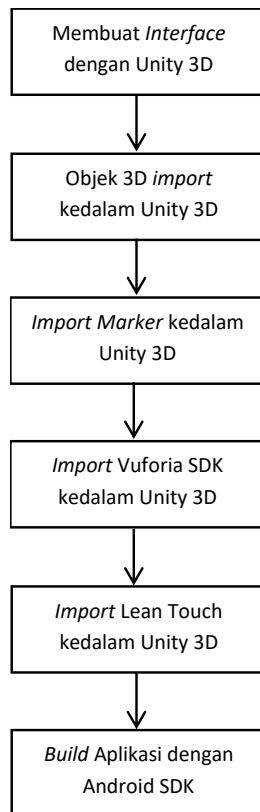 Membuat Interface
dengan Unity 3D
Objek 3D import
kedalam Unity 3D
Import Marker kedalam
Unity 3D
Import Vuforia SDK
kedalam Unity 3D
Import Lean Touch
kedalam Unity 3D
Build Aplikasi dengan
Android SDK